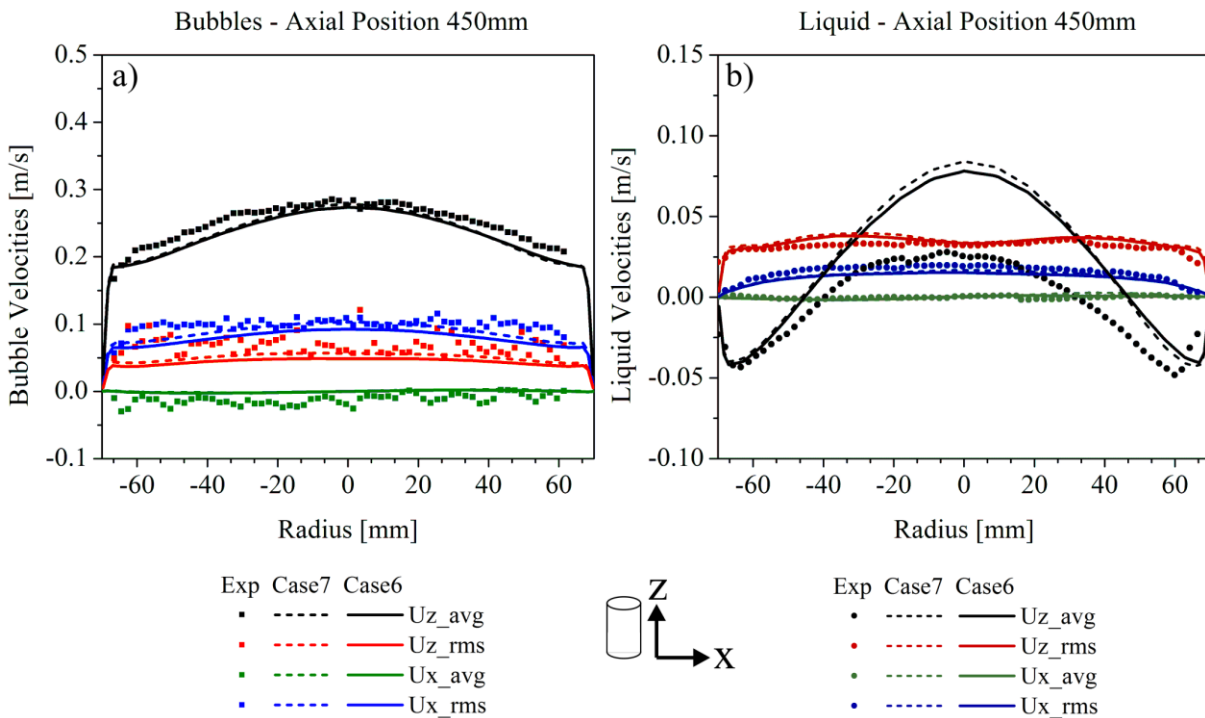 Bubbles - Axial Position 450mm
a)
Bubble Velocities [m/s]
0.5
0.4
0.3
0.2
0.1
0.0
-0.1
-60 -40 -20 0 20 40 60
Radius [mm]
Exp Case7 Case6
Uz_avg
Uz_rms
Ux_avg
Ux_rms
Z
X
Liquid - Axial Position 450mm
b)
Liquid Velocities [m/s]
0.15
0.10
0.05
0.00
-0.05
-0.10
-60 -40 -20 0 20 40 60
Radius [mm]
Exp Case7 Case6
Uz_avg
Uz_rms
Ux_avg
Ux_rms